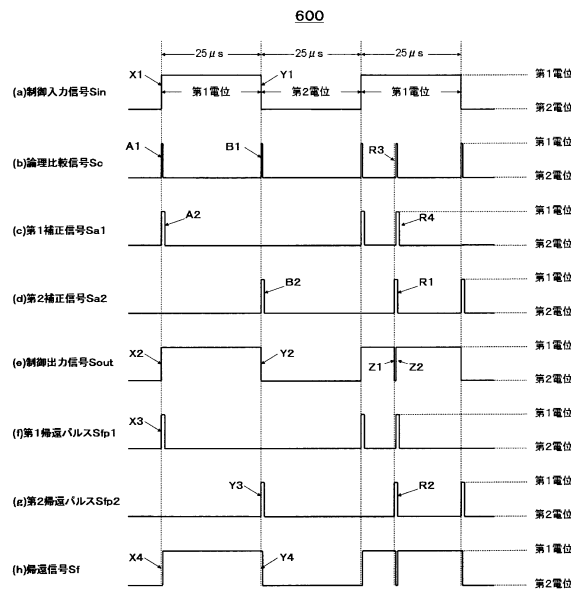 600
25μs 25μs 25μs
X1 Y1 第1電位
(a)制御入力信号Sin 第1電位 第2電位 第1電位
第2電位
A1 B1 R3 第1電位
(b)論理比較信号Sc
第2電位
A2 R4 第1電位
(c)第1補正信号Sa1
第2電位
B2 R1 第1電位
(d)第2補正信号Sa2
第2電位
X2 Y2 第1電位
(e)制御出力信号Sout Z1 Z2
第2電位
X3 第1電位
(f)第1帰還パルスSfp1
第2電位
Y3 R2 第1電位
(g)第2帰還パルスSfp2
第2電位
X4 Y4 第1電位
(h)帰還信号Sf
第2電位